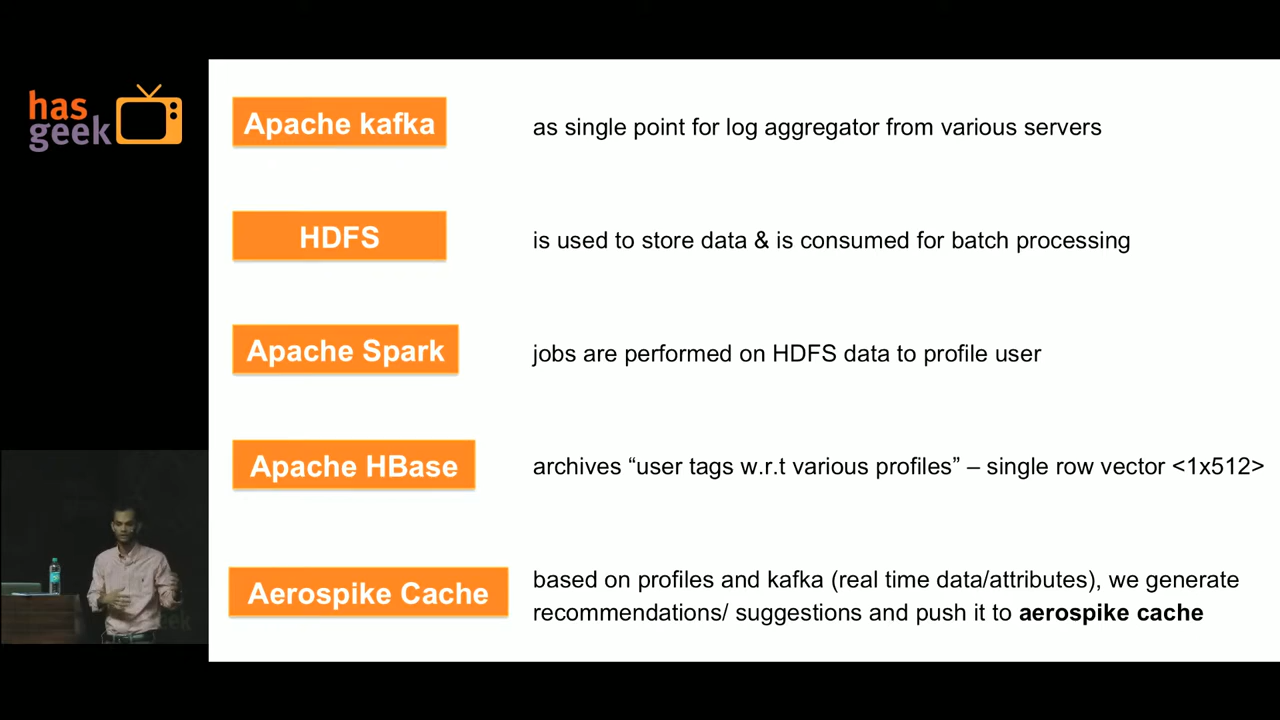 has
geek
Apache kafka
as single point for log aggregator from various servers
HDFS
is used to store data & is consumed for batch processing
Apache Spark
jobs are performed on HDFS data to profile user
Apache HBase
archives “user tags w.r.t various profiles” – single row vector <1x512>
Aerospike Cache
based on profiles and kafka (real time data/attributes), we generate
recommendations/ suggestions and push it to aerospike cache